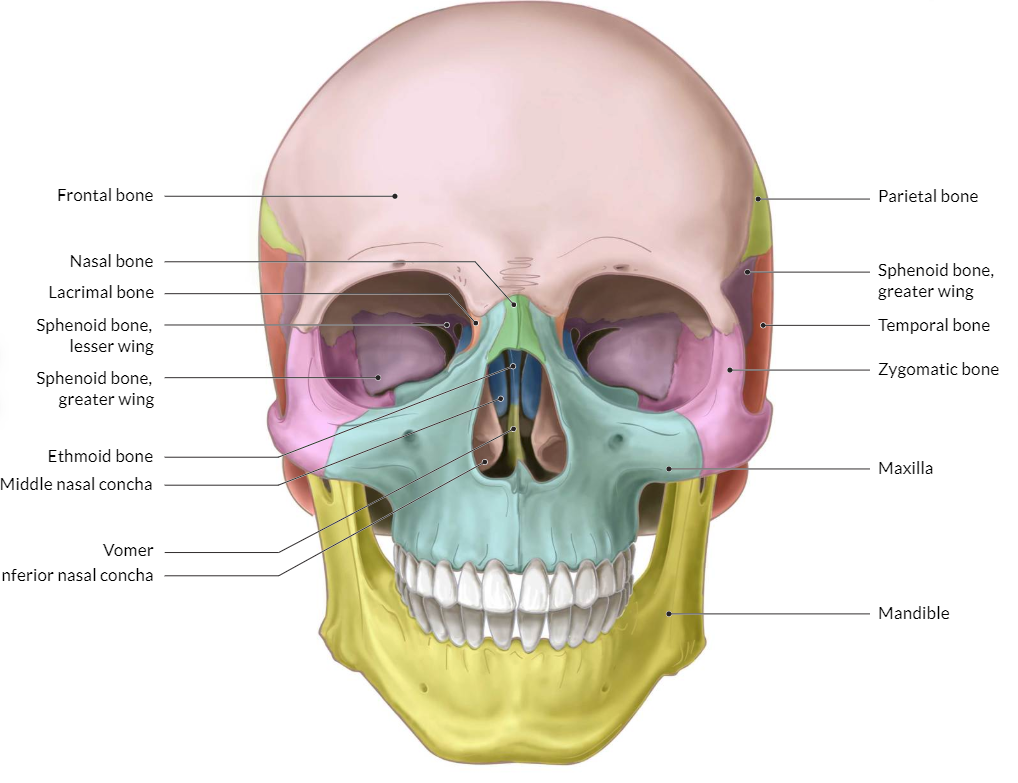 Frontal bone
Nasal bone
Lacrimal bone
Sphenoid bone,
lesser wing
Sphenoid bone,
greater wing
Ethmoid bone
Middle nasal concha
Vomer
nferior nasal concha
Parietal bone
Sphenoid bone,
greater wing
Temporal bone
Zygomatic bone
Maxilla
Mandible